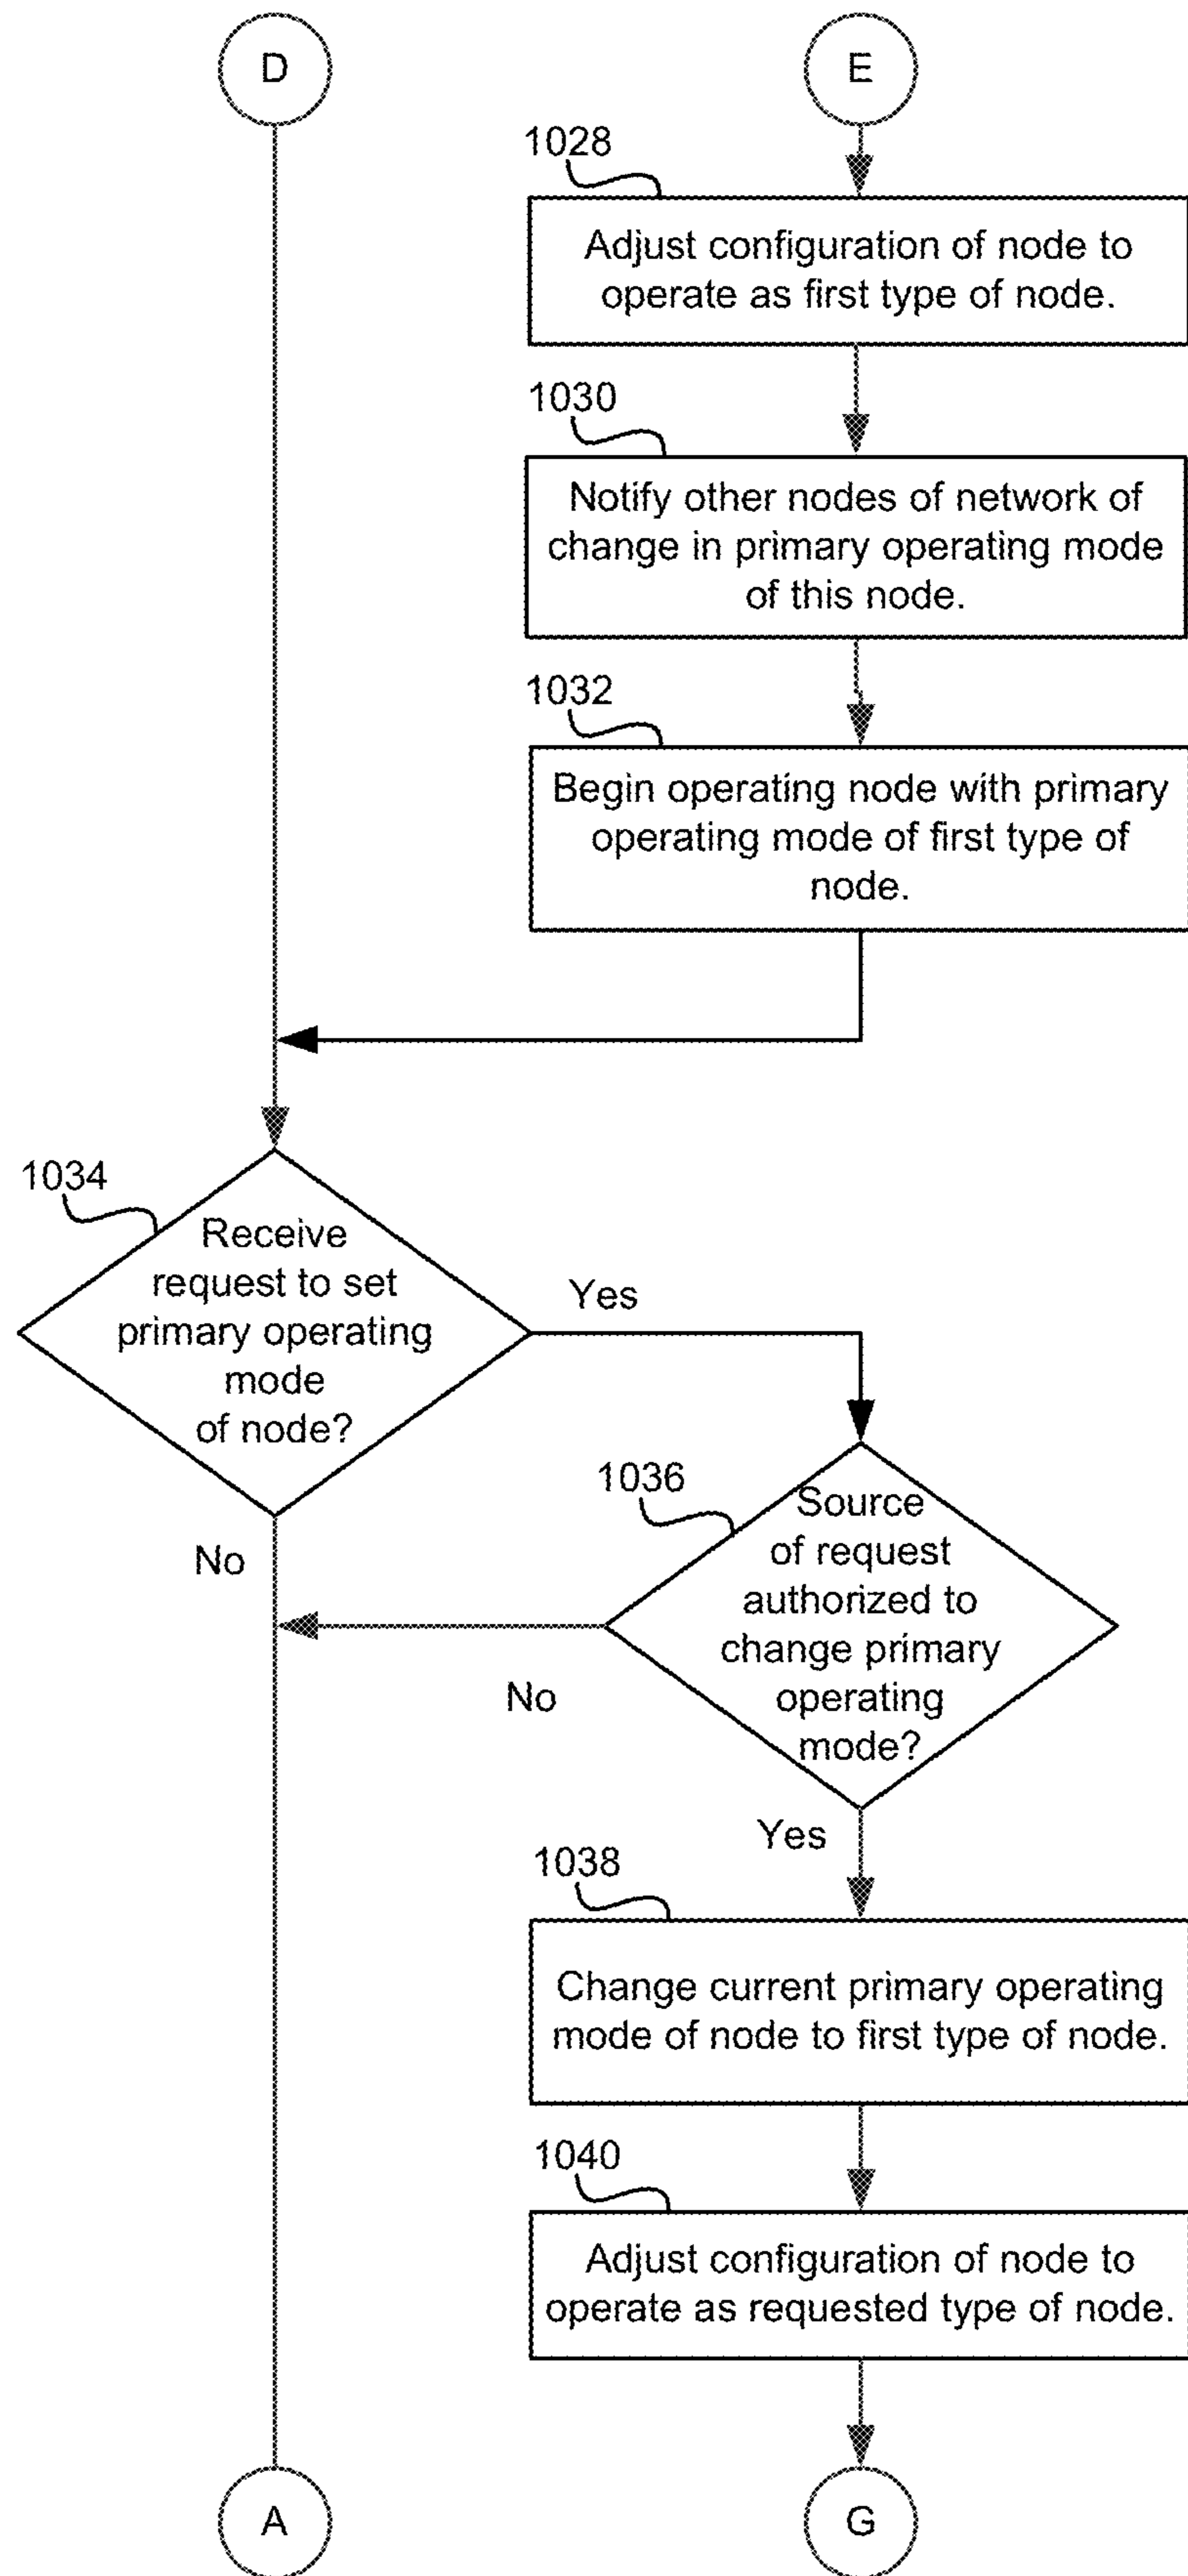 D
E
1028
Adjust configuration of node to
operate as first type of node.
1030
Notify other nodes of network of
change in primary operating mode
of this node.
1032
Begin operating node with primary
operating mode of first type of
node.
1034
Receive
request to set
primary operating
mode
of node?
Yes
No
1036
Source
of request
authorized to
change primary
operating
mode?
No
Yes
1038
Change current primary operating
mode of node to first type of node.
1040
Adjust configuration of node to
operate as requested type of node.
A
G